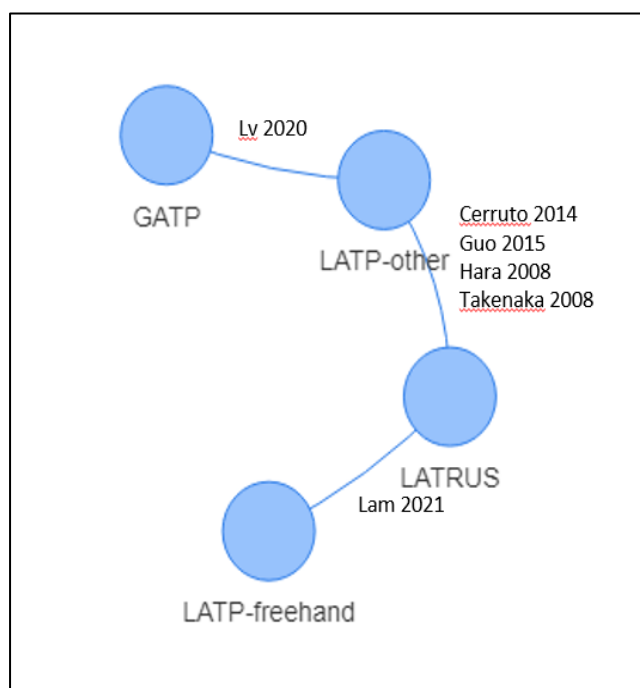 Lv 2020
GATP
LATP-other
Cerruto 2014
Guo 2015
Hara 2008
Takenaka 2008
LATRUS
Lam 2021
LATP-freehand